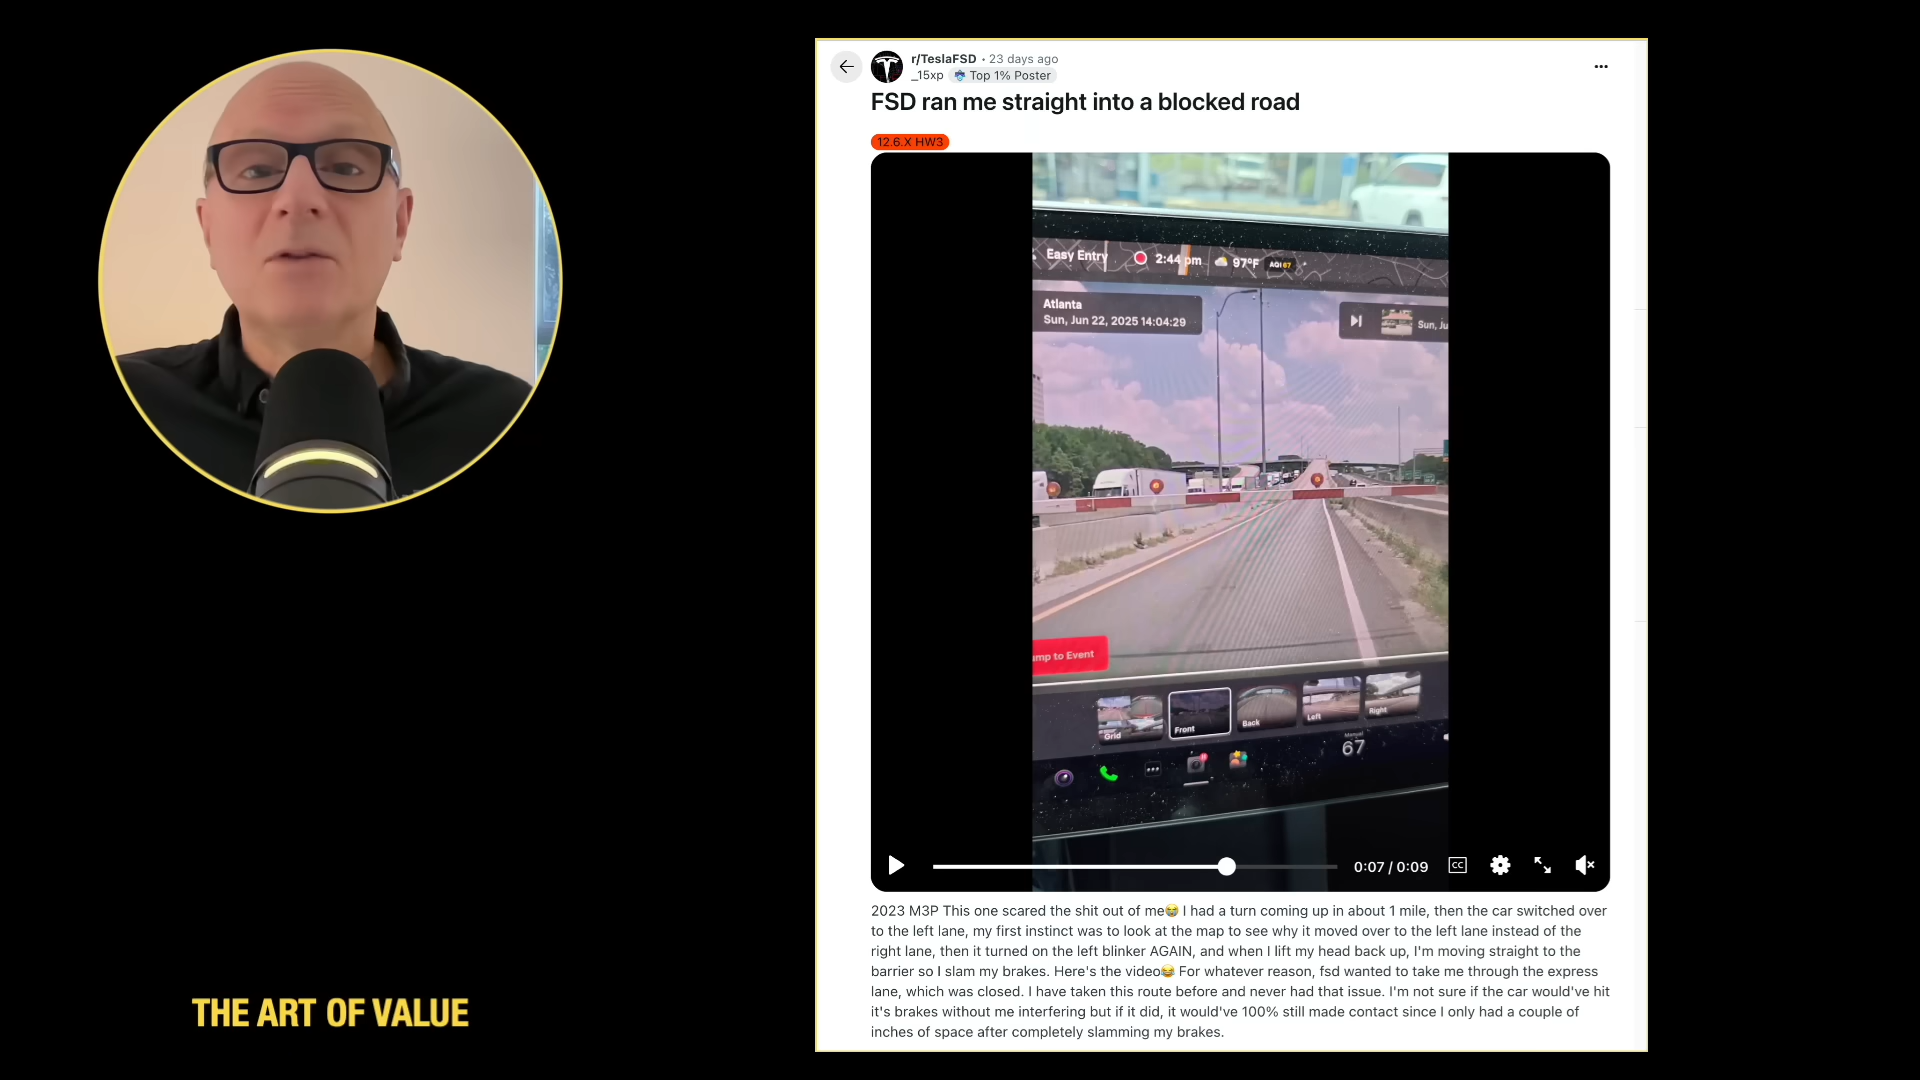 r/TeslaFSD • 23 days ago
_15xp Top 1% Poster
FSD ran me straight into a blocked road
12.6.X HW3
Easy Entry 2:44 pm 97°F AQI 67
Atlanta
Sun, Jun 22, 2025 14:04:29
Sun, Ju
ump to Event
Grid Front Back Left Right
Manual
67
0:07 / 0:09 CC
2023 M3P This one scared the shit out of me😭 I had a turn coming up in about 1 mile, then the car switched over
to the left lane, my first instinct was to look at the map to see why it moved over to the left lane instead of the
right lane, then it turned on the left blinker AGAIN, and when I lift my head back up, I'm moving straight to the
barrier so I slam my brakes. Here's the video😂 For whatever reason, fsd wanted to take me through the express
lane, which was closed. I have taken this route before and never had that issue. I'm not sure if the car would've hit
it's brakes without me interfering but if it did, it would've 100% still made contact since I only had a couple of
inches of space after completely slamming my brakes.
THE ART OF VALUE